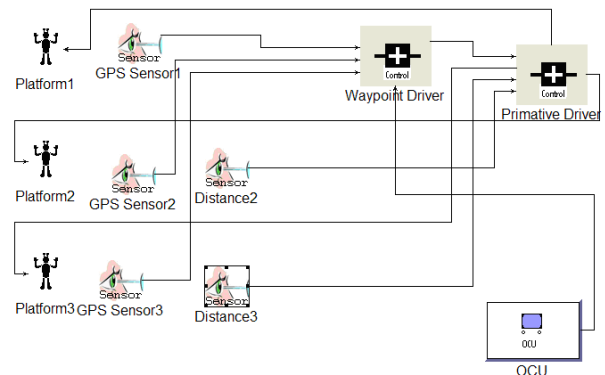 Sensor
GPS Sensor1
Platform1
Control
Waypoint Driver
Control
Primative Driver
Sensor
GPS Sensor2
Platform2
Sensor
Distance2
Sensor
GPS Sensor3
Platform3
Sensor
Distance3
OCU
OCU